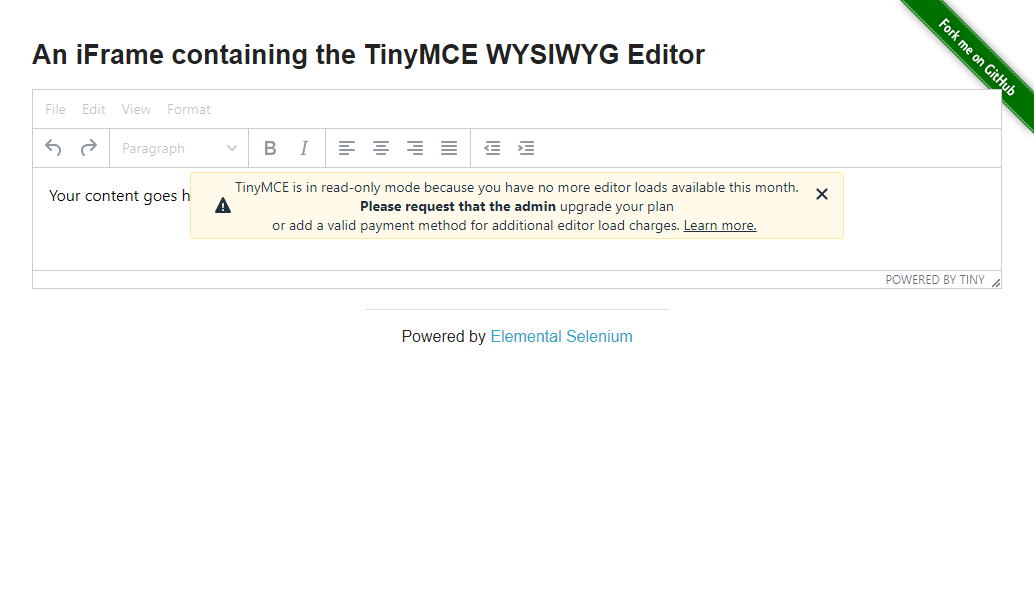 Fork me on GitHub
An iFrame containing the TinyMCE WYSIWYG Editor
File Edit View Format
Paragraph B I
Your content goes
TinyMCE is in read-only mode because you have no more editor loads available this month.
Please request that the admin upgrade your plan
or add a valid payment method for additional editor load charges. Learn more.
POWERED BY TINY
Powered by Elemental Selenium